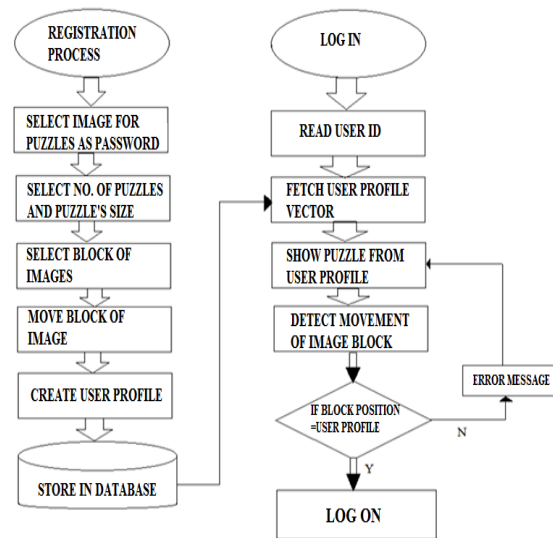 REGISTRATION
PROCESS
SELECT IMAGE FOR
PUZZLES AS PASSWORD
SELECT NO. OF PUZZLES
AND PUZZLE'S SIZE
SELECT BLOCK OF
IMAGES
MOVE BLOCK OF
IMAGE
CREATE USER PROFILE
STORE IN DATABASE
LOG IN
READ USER ID
FETCH USER PROFILE
VECTOR
SHOW PUZZLE FROM
USER PROFILE
DETECT MOVEMENT
OF IMAGE BLOCK
IF BLOCK POSITION
=USER PROFILE
N
ERROR MESSAGE
Y
LOG ON